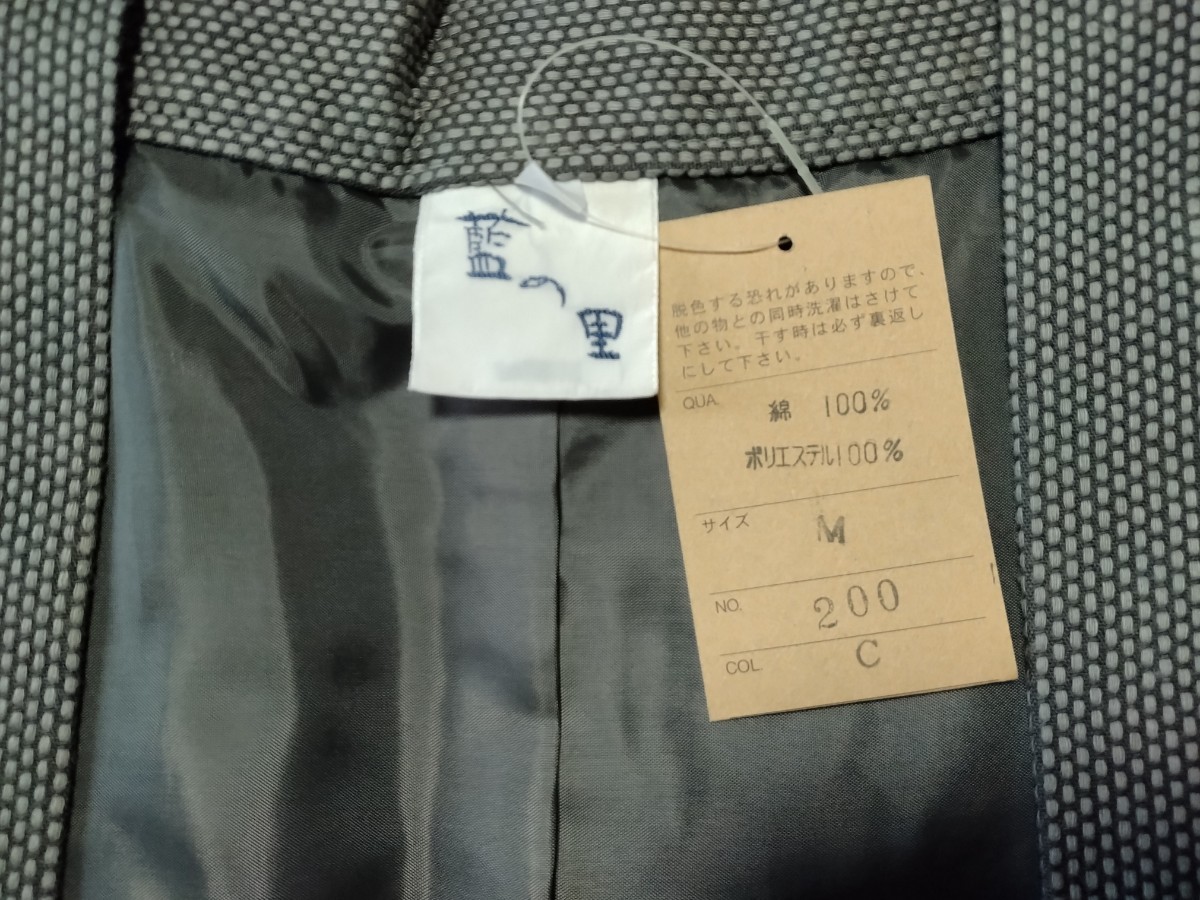 藍の里
脱色する恐れがありますので、
他の物との同時洗濯はさけて
下さい。干す時は必ず裏返し
にして下さい。
QUA.
綿 100%
ポリエステル100%
サイズ M
NO. 200
COL C